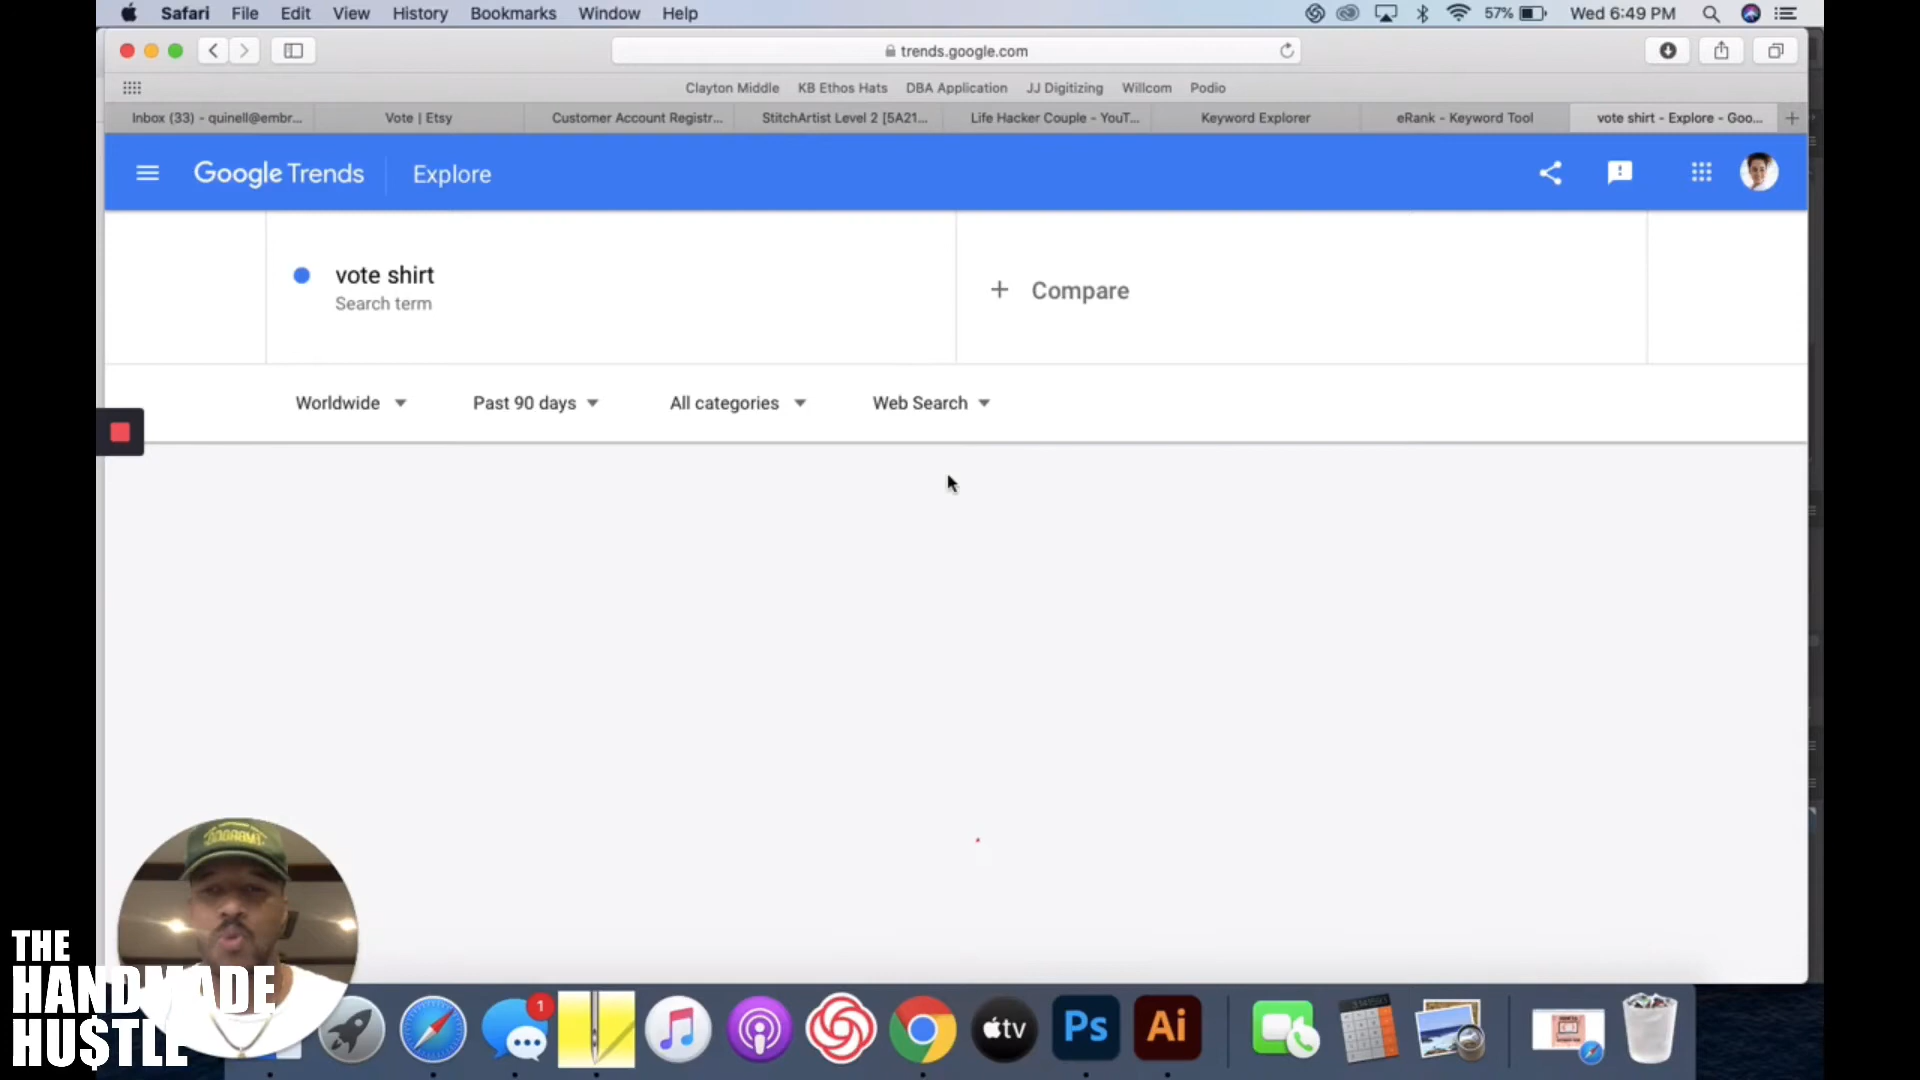 Safari File Edit View History Bookmarks Window Help 57% Wed 6:49 PM
trends.google.com
Clayton Middle KB Ethos Hats DBA Application JJ Digitizing Willcom Podio
Inbox (33) - quinell@embr... Vote | Etsy Customer Account Registr... StitchArtist Level 2 [5A21... Life Hacker Couple - YouT... Keyword Explorer eRank - Keyword Tool vote shirt - Explore - Goo...
Google Trends Explore
vote shirt
Search term
+ Compare
Worldwide Past 90 days All categories Web Search
THE
HANDMADE
HU$TLE
1
tv
Ps
Ai